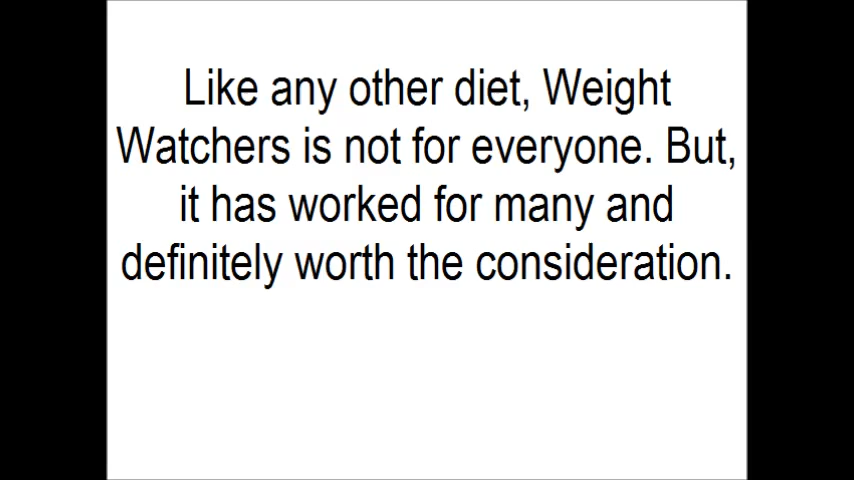 Like any other diet, Weight
Watchers is not for everyone. But,
it has worked for many and
definitely worth the consideration.